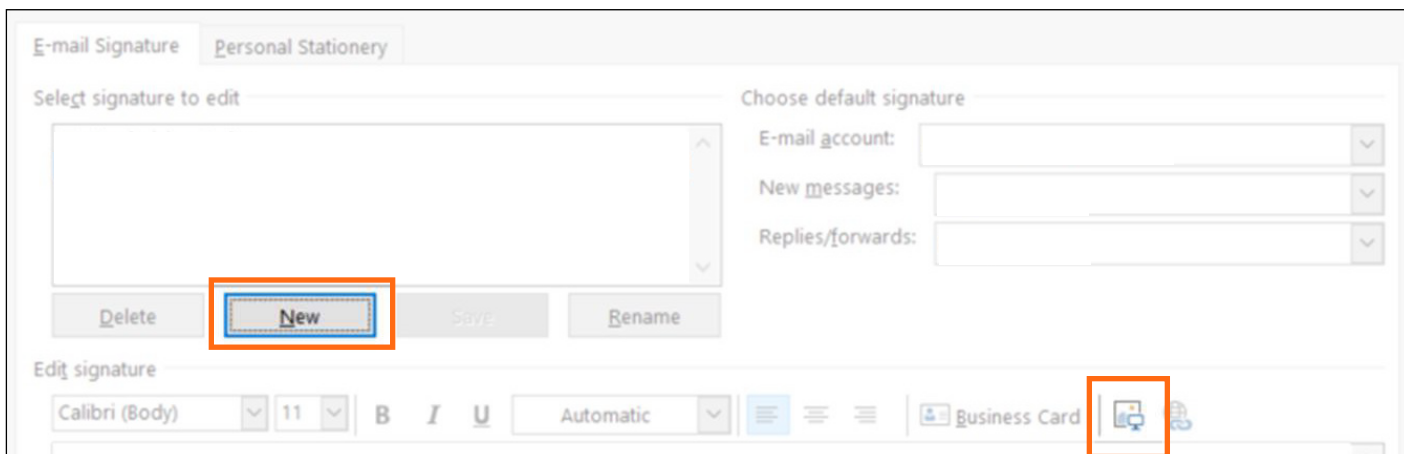 E-mail Signature Personal Stationery
Select signature to edit Choose default signature
E-mail account:
New messages:
Replies/forwards:
Delete New Save Rename
Edit signature
Calibri (Body) 11 B I U Automatic Business Card